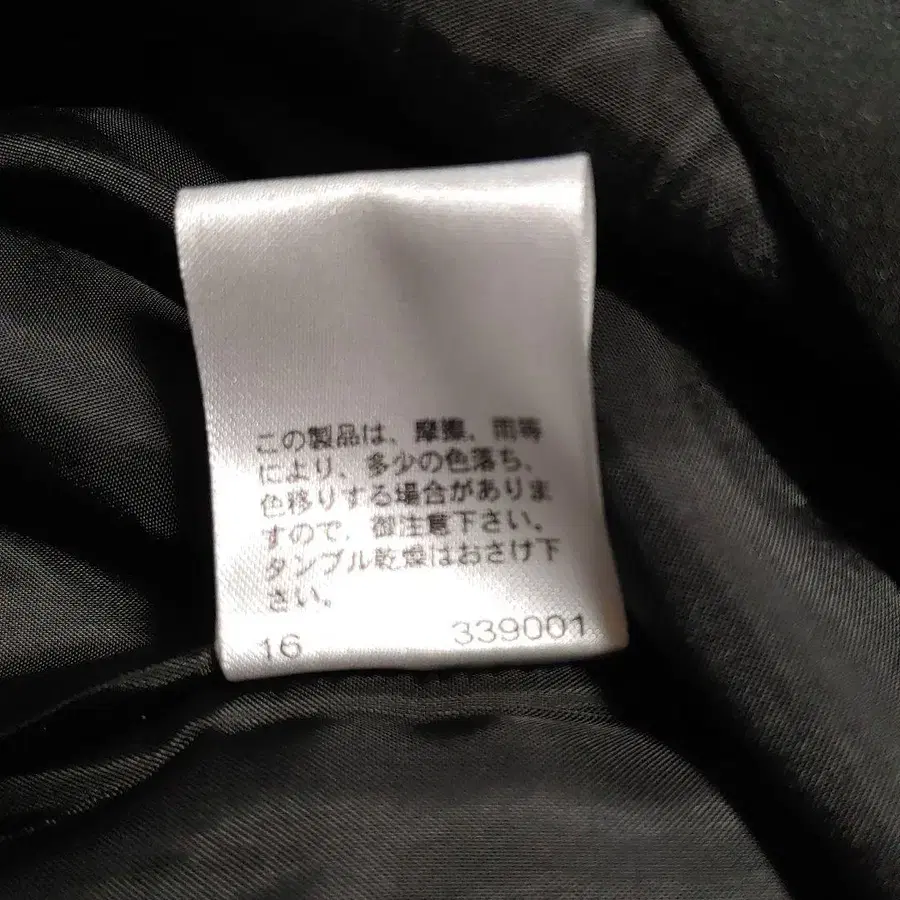 この製品は、摩擦、雨等
により、多少の色落ち、
色移りする場合がありま
すので、御注意下さい。
タンブル乾燥はおさけ下
さい。
16 339001